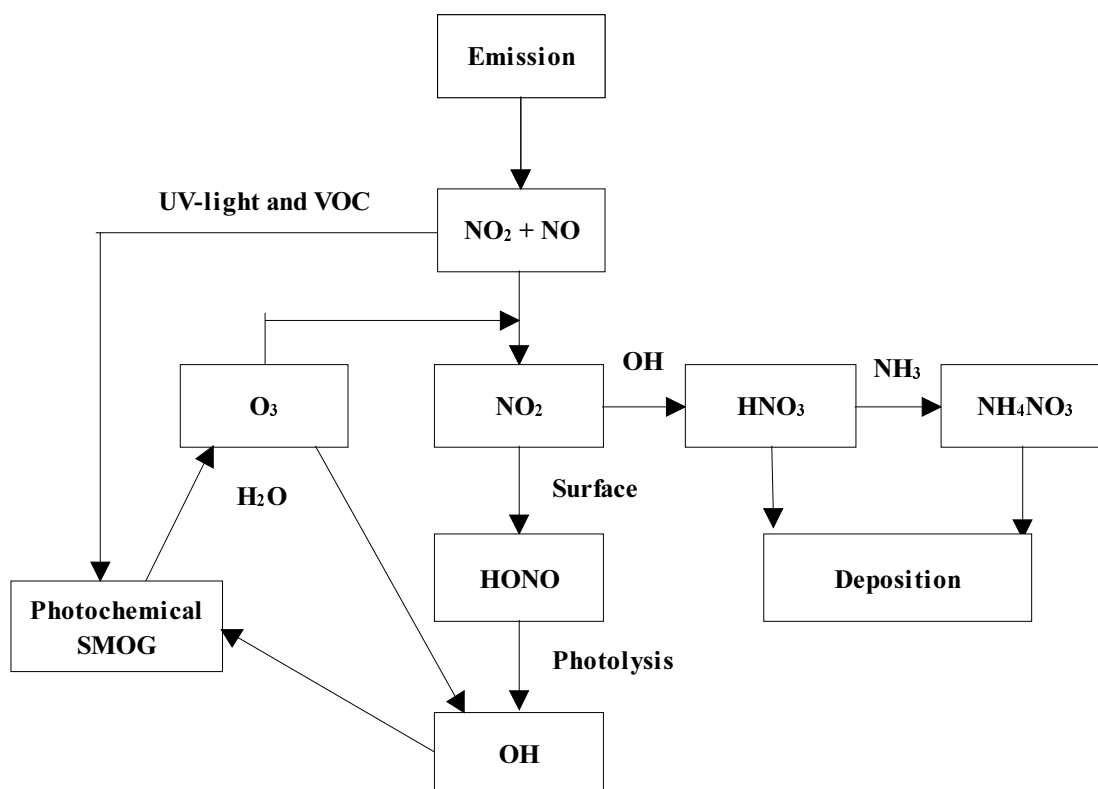 Emission
UV-light and VOC
NO₂ + NO
OH
NH₃
O₃
NO₂
HNO₃
NH₄NO₃
H₂O
Surface
HONO
Deposition
Photochemical
SMOG
Photolysis
OH